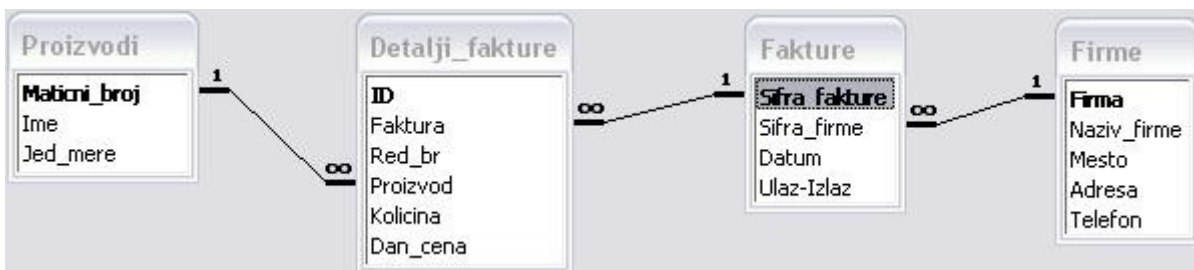 Proizvodi
Maticni_broj
Ime
Jed_mere
1
∞
Detalji_fakture
ID
Faktura
Red_br
Proizvod
Kolicina
Dan_cena
∞
1
Fakture
Sifra_fakture
Sifra_firme
Datum
Ulaz-Izlaz
∞
1
Firme
Firma
Naziv_firme
Mesto
Adresa
Telefon